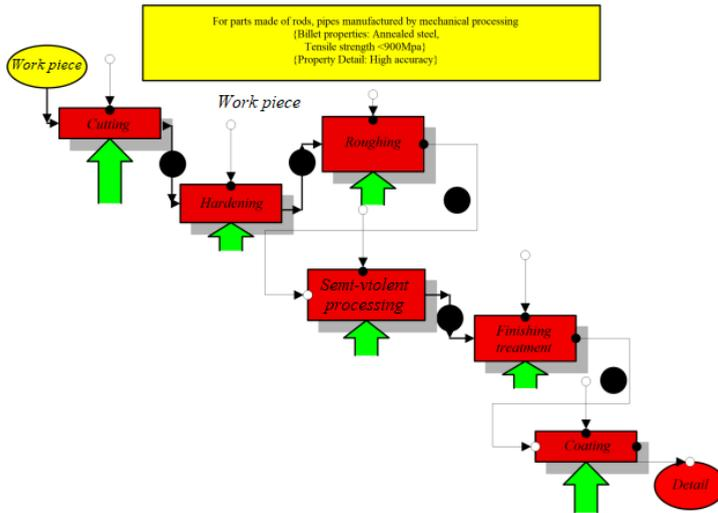 For parts made of rods, pipes manufactured by mechanical processing
{Billet properties: Annealed steel,
Tensile strength <900Mpa}
{Property Detail: High accuracy}
Work piece
Cutting
Work piece
Roughing
Hardening
Semi-violent
processing
Finishing
treatment
Coating
Detail